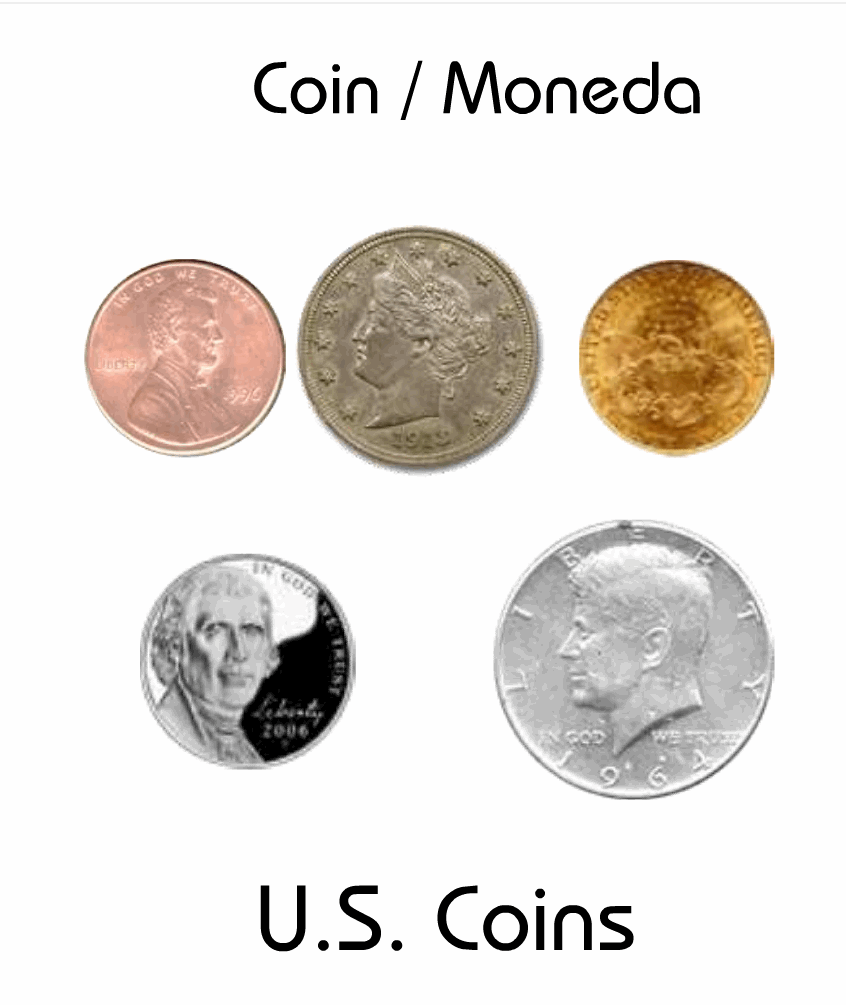 Coin / Moneda
IN GOD WE TRUST
LIBERTY
1996
1912
UNITED
IN GOD WE TRUST
Liberty
2006
LIBERTY
IN GOD WE TRUST
1964
U.S. Coins